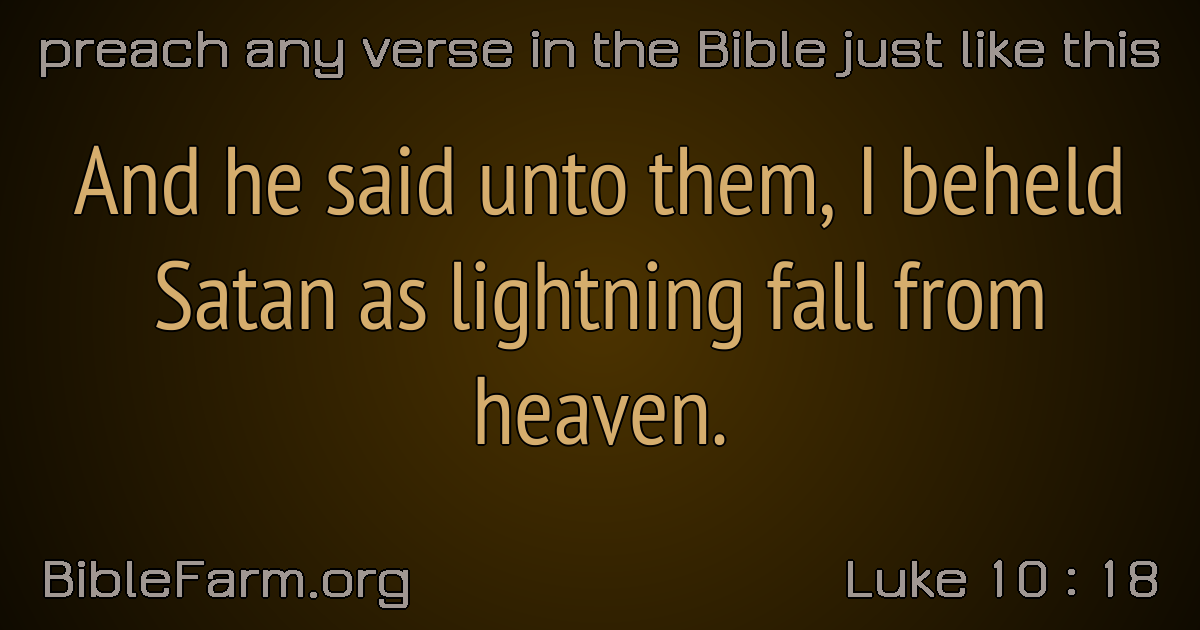 preach any verse in the Bible just like this
And he said unto them, I beheld
Satan as lightning fall from
heaven.
BibleFarm.org
Luke 10 : 18